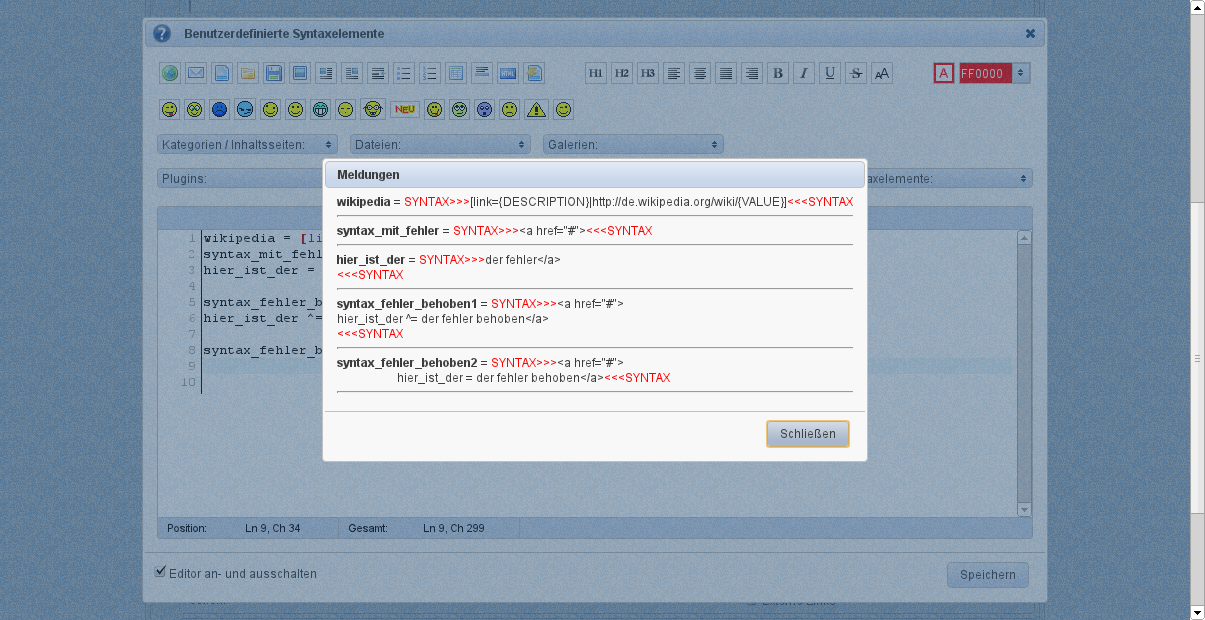 Benutzerdefinierte Syntaxelemente
H1 H2 H3 B I U S AA A FF0000
NEU
Kategorien / Inhaltsseiten: Dateien: Galerien:
Plugins:
Meldungen
wikipedia = SYNTAX>>>[link={DESCRIPTION}|http://de.wikipedia.org/wiki/{VALUE}]<<<SYNTAX
syntax_mit_fehler = SYNTAX>>><a href="#"><<<SYNTAX
hier_ist_der = SYNTAX>>>der fehler</a>
<<<SYNTAX
syntax_fehler_behoben1 = SYNTAX>>><a href="#">
hier_ist_der ^= der fehler behoben</a>
<<<SYNTAX
syntax_fehler_behoben2 = SYNTAX>>><a href="#">
hier_ist_der = der fehler behoben</a><<<SYNTAX
Schließen
1 wikipedia = [li
2 syntax_mit_fehl
3 hier_ist_der =
4
5 syntax_fehler_b
6 hier_ist_der ^=
7
8 syntax_fehler_b
9
10
Position: Ln 9, Ch 34 Gesamt: Ln 9, Ch 299
Editor an- und ausschalten
Speichern